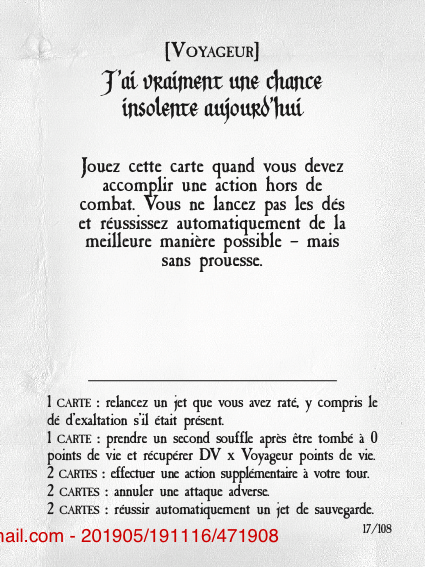 [Voyageur]
J'ai vraiment une chance
insolente aujourd'hui
Jouez cette carte quand vous devez
accomplir une action hors de
combat. Vous ne lancez pas les dés
et réussissez automatiquement de la
meilleure manière possible – mais
sans prouesse.
1 carte : relancez un jet que vous avez raté, y compris le
dé d'exaltation s'il était présent.
1 carte : prendre un second souffle après être tombé à 0
points de vie et récupérer DV x Voyageur points de vie.
2 cartes : effectuer une action supplémentaire à votre tour.
2 cartes : annuler une attaque adverse.
2 cartes : réussir automatiquement un jet de sauvegarde.
17/108
mail.com - 201905/191116/471908